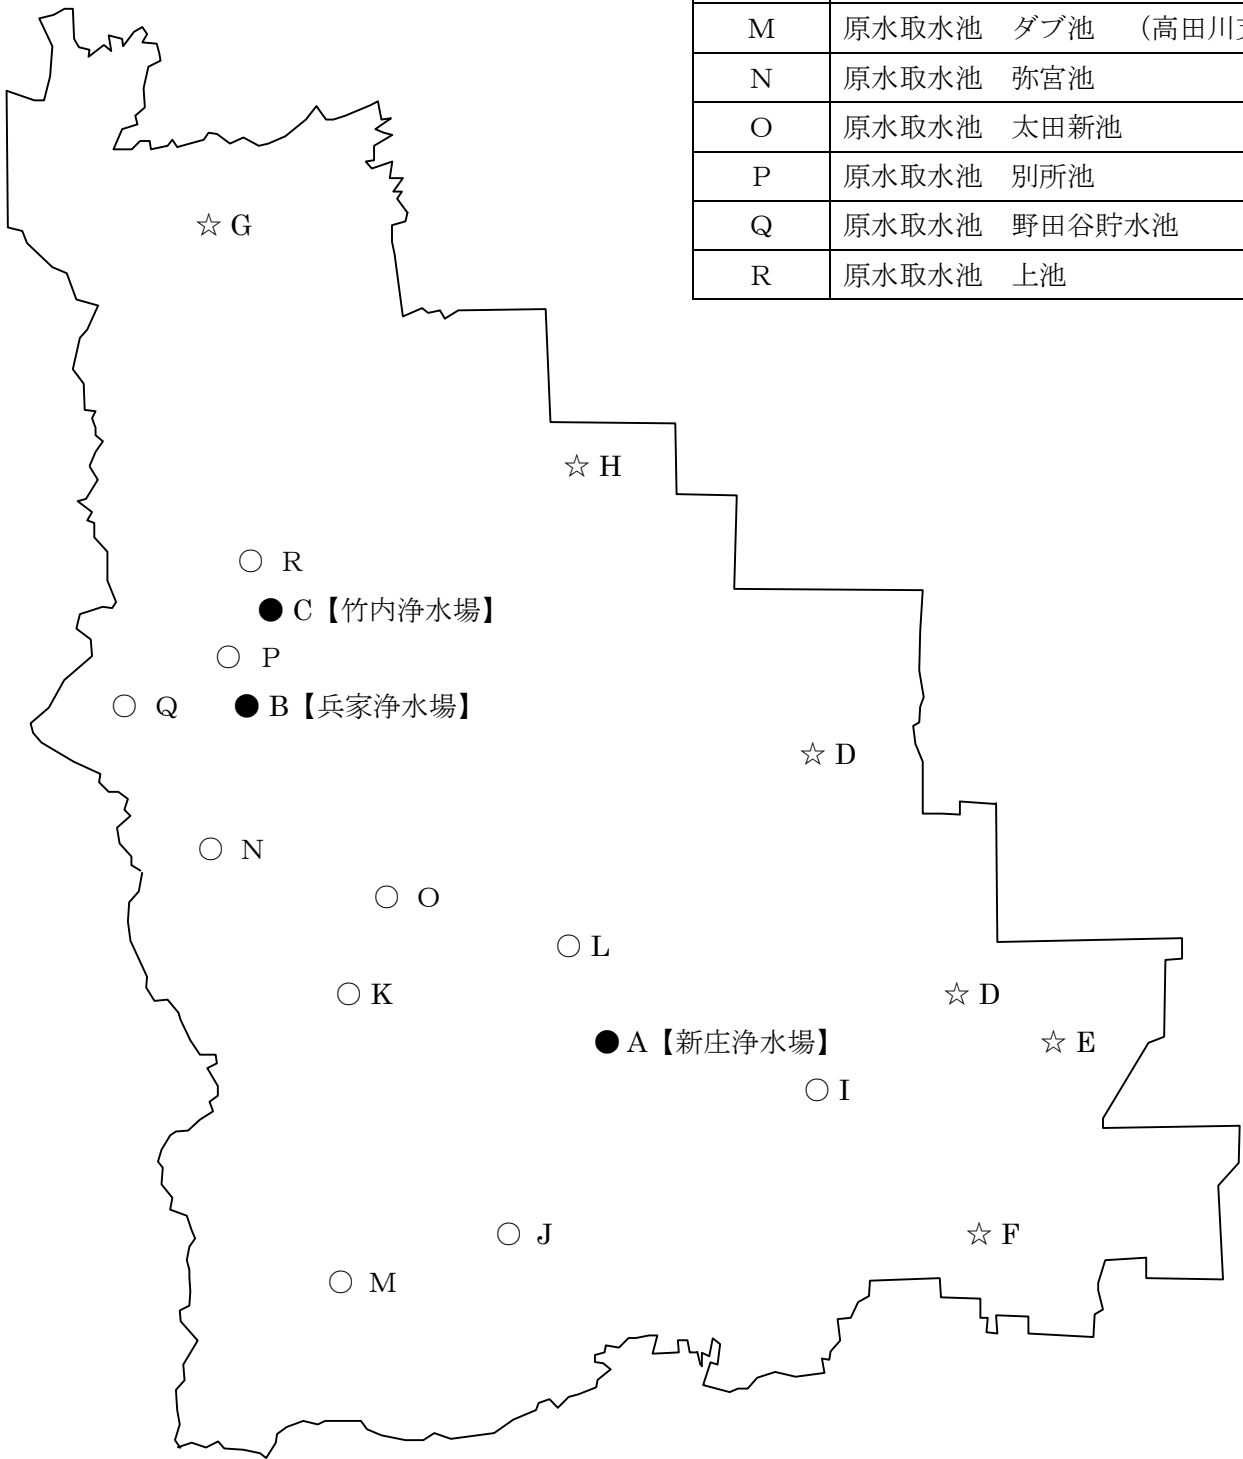 M 原水取水池 ダブ池 （高田川
N 原水取水池 弥宮池
O 原水取水池 太田新池
P 原水取水池 別所池
Q 原水取水池 野田谷貯水池
R 原水取水池 上池
☆ G
☆ H
○ R
● C【竹内浄水場】
○ P
○ Q ● B【兵家浄水場】
☆ D
○ N
○ O
○ L
○ K ☆ D
● A【新庄浄水場】 ☆ E
○ I
○ J ☆ F
○ M